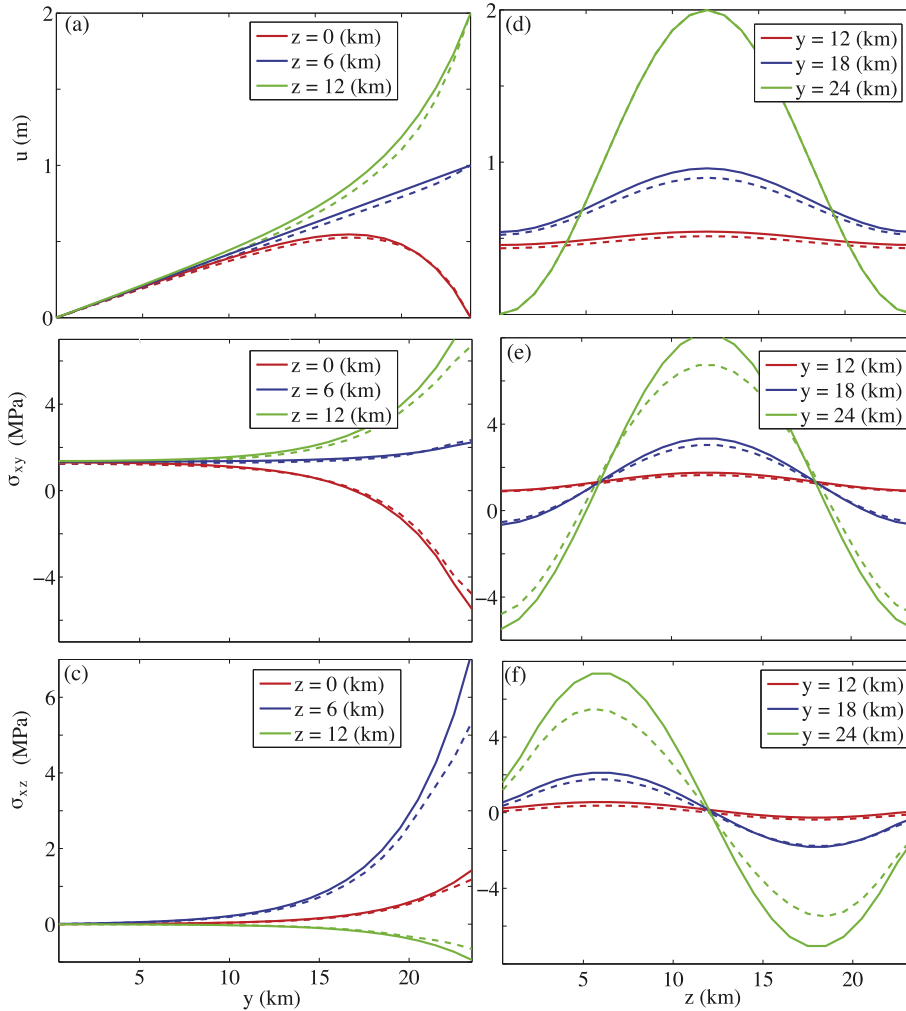 (a)
z = 0 (km)
z = 6 (km)
z = 12 (km)
2
1
0
u (m)
(d)
y = 12 (km)
y = 18 (km)
y = 24 (km)
2
1
z = 0 (km)
z = 6 (km)
z = 12 (km)
4
0
−4
σxy (MPa)
(e)
y = 12 (km)
y = 18 (km)
y = 24 (km)
4
0
−4
(c)
z = 0 (km)
z = 6 (km)
z = 12 (km)
6
4
2
0
σxz (MPa)
5 10 15 20
y (km)
(f)
y = 12 (km)
y = 18 (km)
y = 24 (km)
4
0
−4
5 10 15 20
z (km)